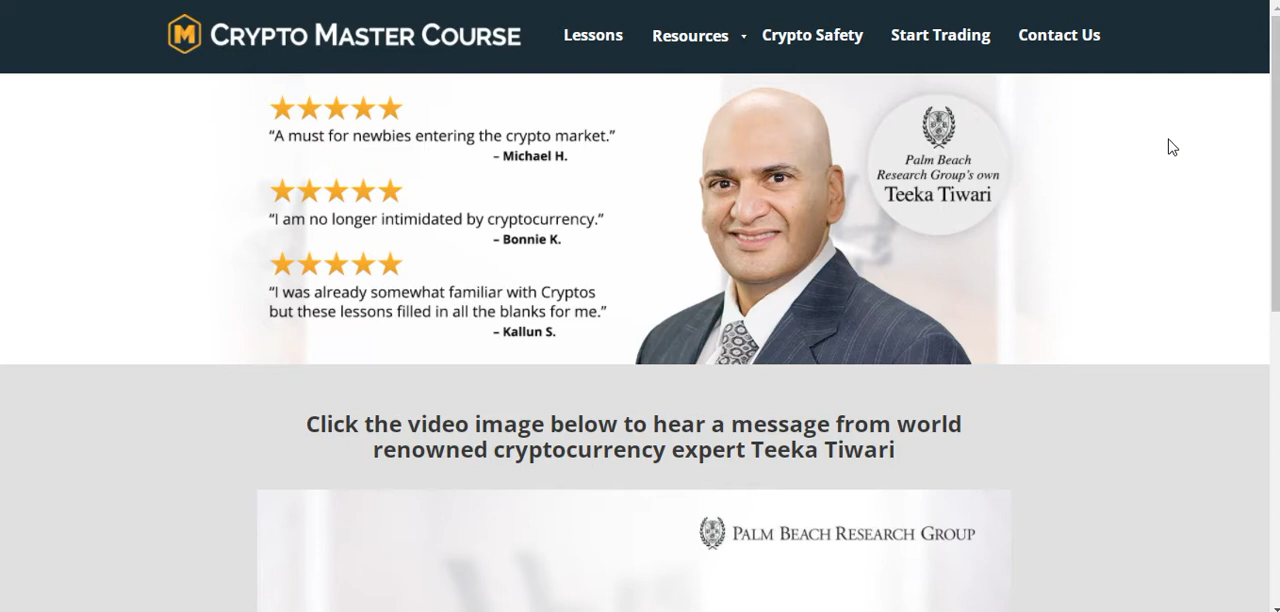 M CRYPTO MASTER COURSE
Lessons
Resources
Crypto Safety
Start Trading
Contact Us
“A must for newbies entering the crypto market.”
– Michael H.
“I am no longer intimidated by cryptocurrency.”
– Bonnie K.
“I was already somewhat familiar with Cryptos
but these lessons filled in all the blanks for me.”
– Kallun S.
Palm Beach
Research Group’s own
Teeka Tiwari
Click the video image below to hear a message from world
renowned cryptocurrency expert Teeka Tiwari
PALM BEACH RESEARCH GROUP